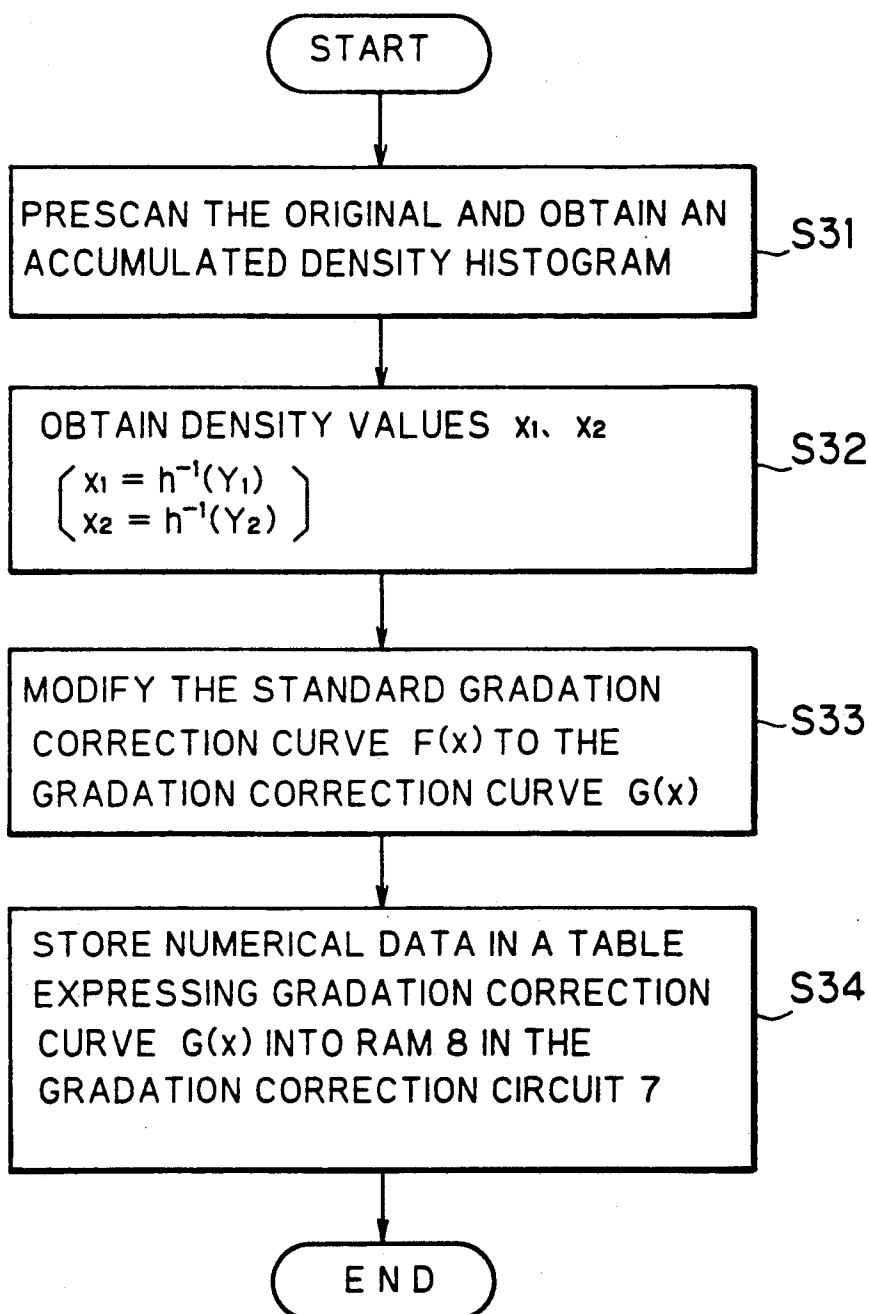 START
PRESCAN THE ORIGINAL AND OBTAIN AN
ACCUMULATED DENSITY HISTOGRAM
S31
OBTAIN DENSITY VALUES x₁、 x₂
x₁ = h⁻¹(Y₁)
x₂ = h⁻¹(Y₂)
S32
MODIFY THE STANDARD GRADATION
CORRECTION CURVE F(x) TO THE
GRADATION CORRECTION CURVE G(x)
S33
STORE NUMERICAL DATA IN A TABLE
EXPRESSING GRADATION CORRECTION
CURVE G(x) INTO RAM 8 IN THE
GRADATION CORRECTION CIRCUIT 7
S34
END